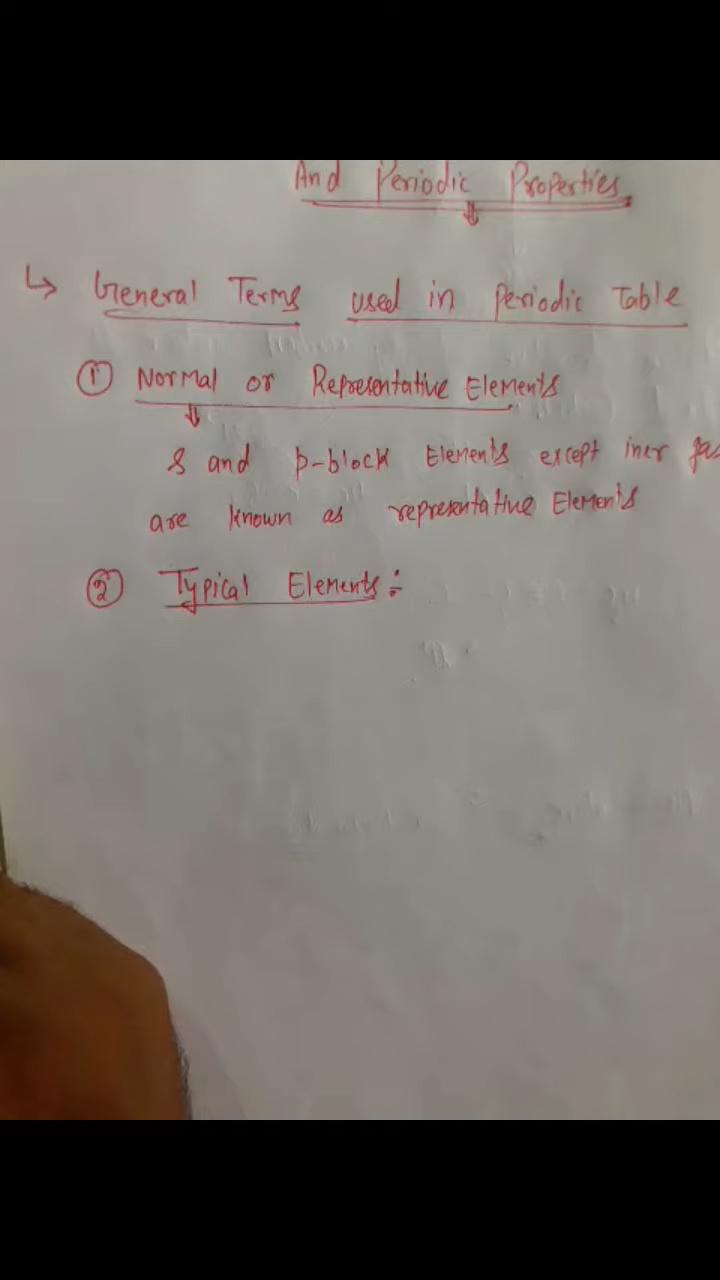 And Periodic Properties
↳ General Terms used in Periodic Table
① Normal or Representative Elements
s and p-block Elements except iner gas
are known as representative Elements
② Typical Elements: